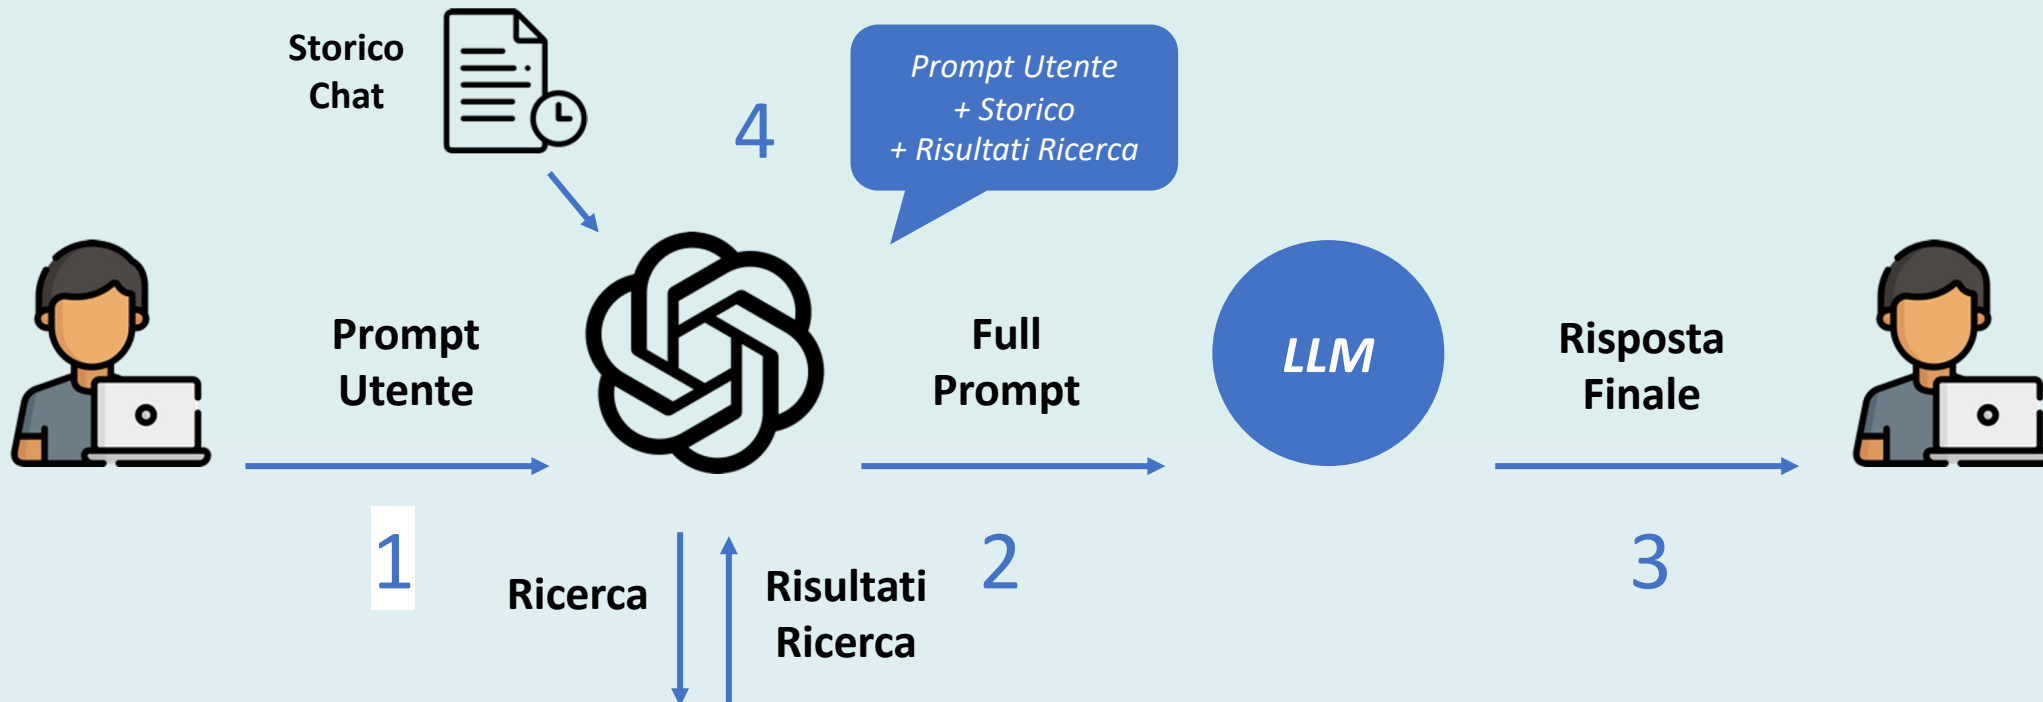 Storico
Chat
4
Prompt Utente
+ Storico
+ Risultati Ricerca
Prompt
Utente
Full
Prompt
LLM
Risposta
Finale
1
2
3
Ricerca
Risultati
Ricerca